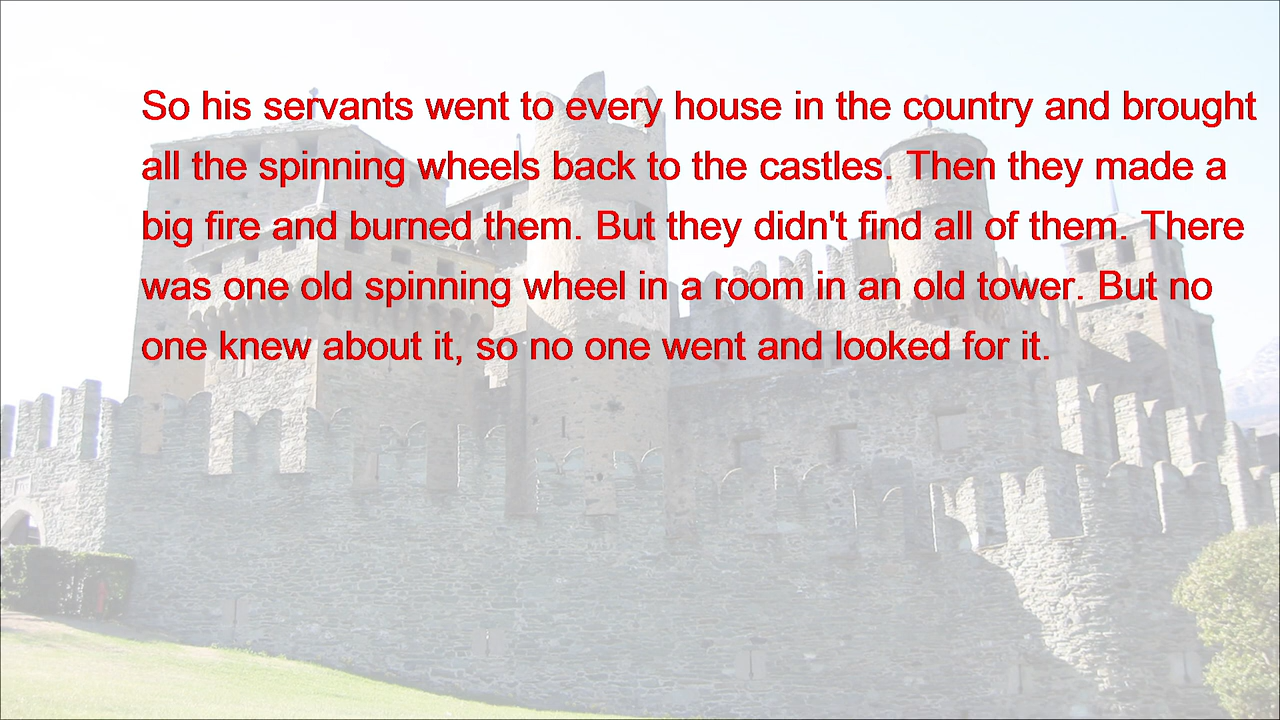 So his servants went to every house in the country and brought
all the spinning wheels back to the castles. Then they made a
big fire and burned them. But they didn't find all of them. There
was one old spinning wheel in a room in an old tower. But no
one knew about it, so no one went and looked for it.